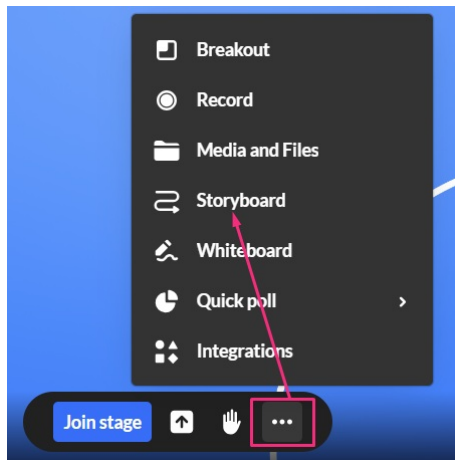 Breakout
Record
Media and Files
Storyboard
Whiteboard
Quick poll
Integrations
Join stage